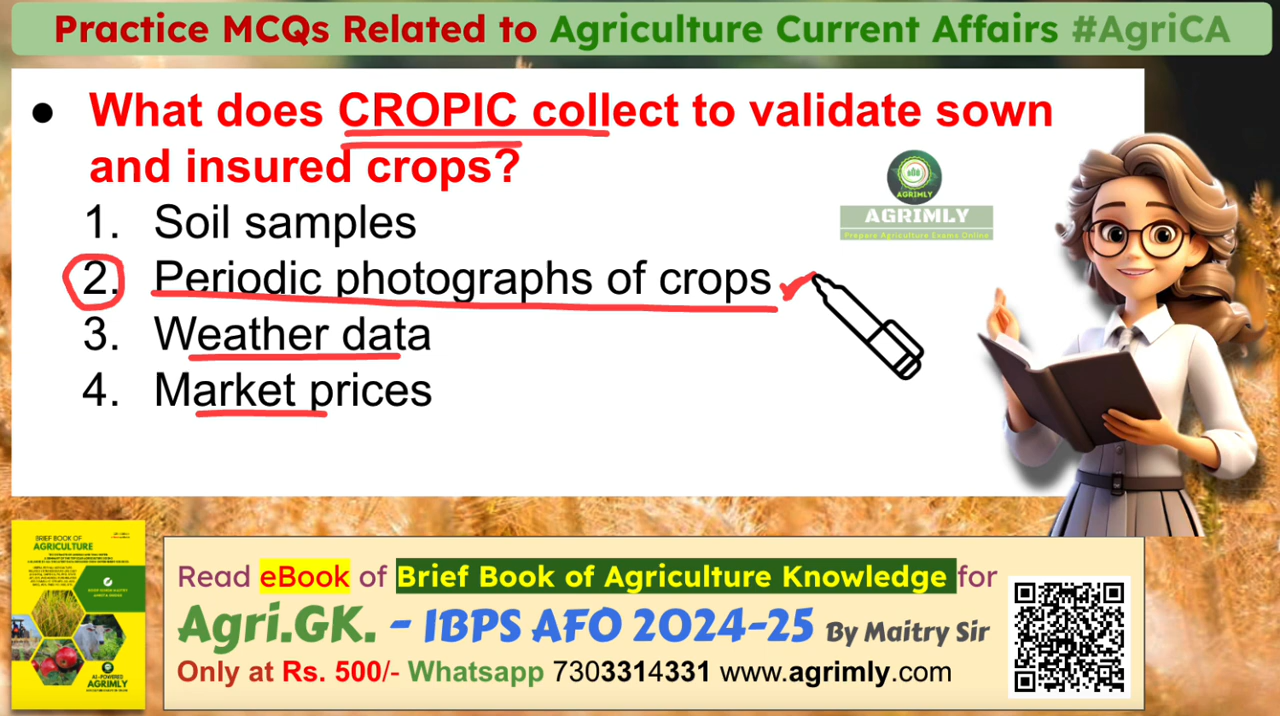 Practice MCQs Related to Agriculture Current Affairs #AgriCA
● What does CROPIC collect to validate sown
and insured crops?
1. Soil samples
2. Periodic photographs of crops
3. Weather data
4. Market prices
AGRIMLY
AGRIMLY
Prepare Agriculture Exams Online
BRIEF BOOK OF
AGRICULTURE
AI-POWERED
AGRIMLY
Read eBook of Brief Book of Agriculture Knowledge for
Agri.GK. - IBPS AFO 2024-25 By Maitry Sir
Only at Rs. 500/- Whatsapp 7303314331 www.agrimly.com